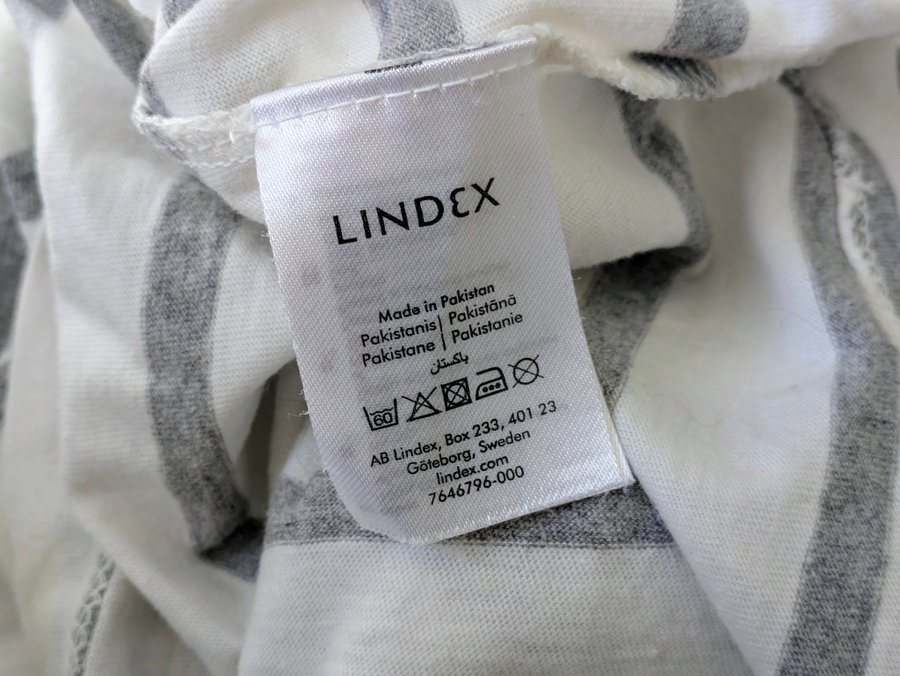 LINDEX
Made in Pakistan
Pakistanis | Pakistānā
Pakistane | Pakistanie
باكستان
60
AB Lindex, Box 233, 401 23
Göteborg, Sweden
lindex.com
7646796-000